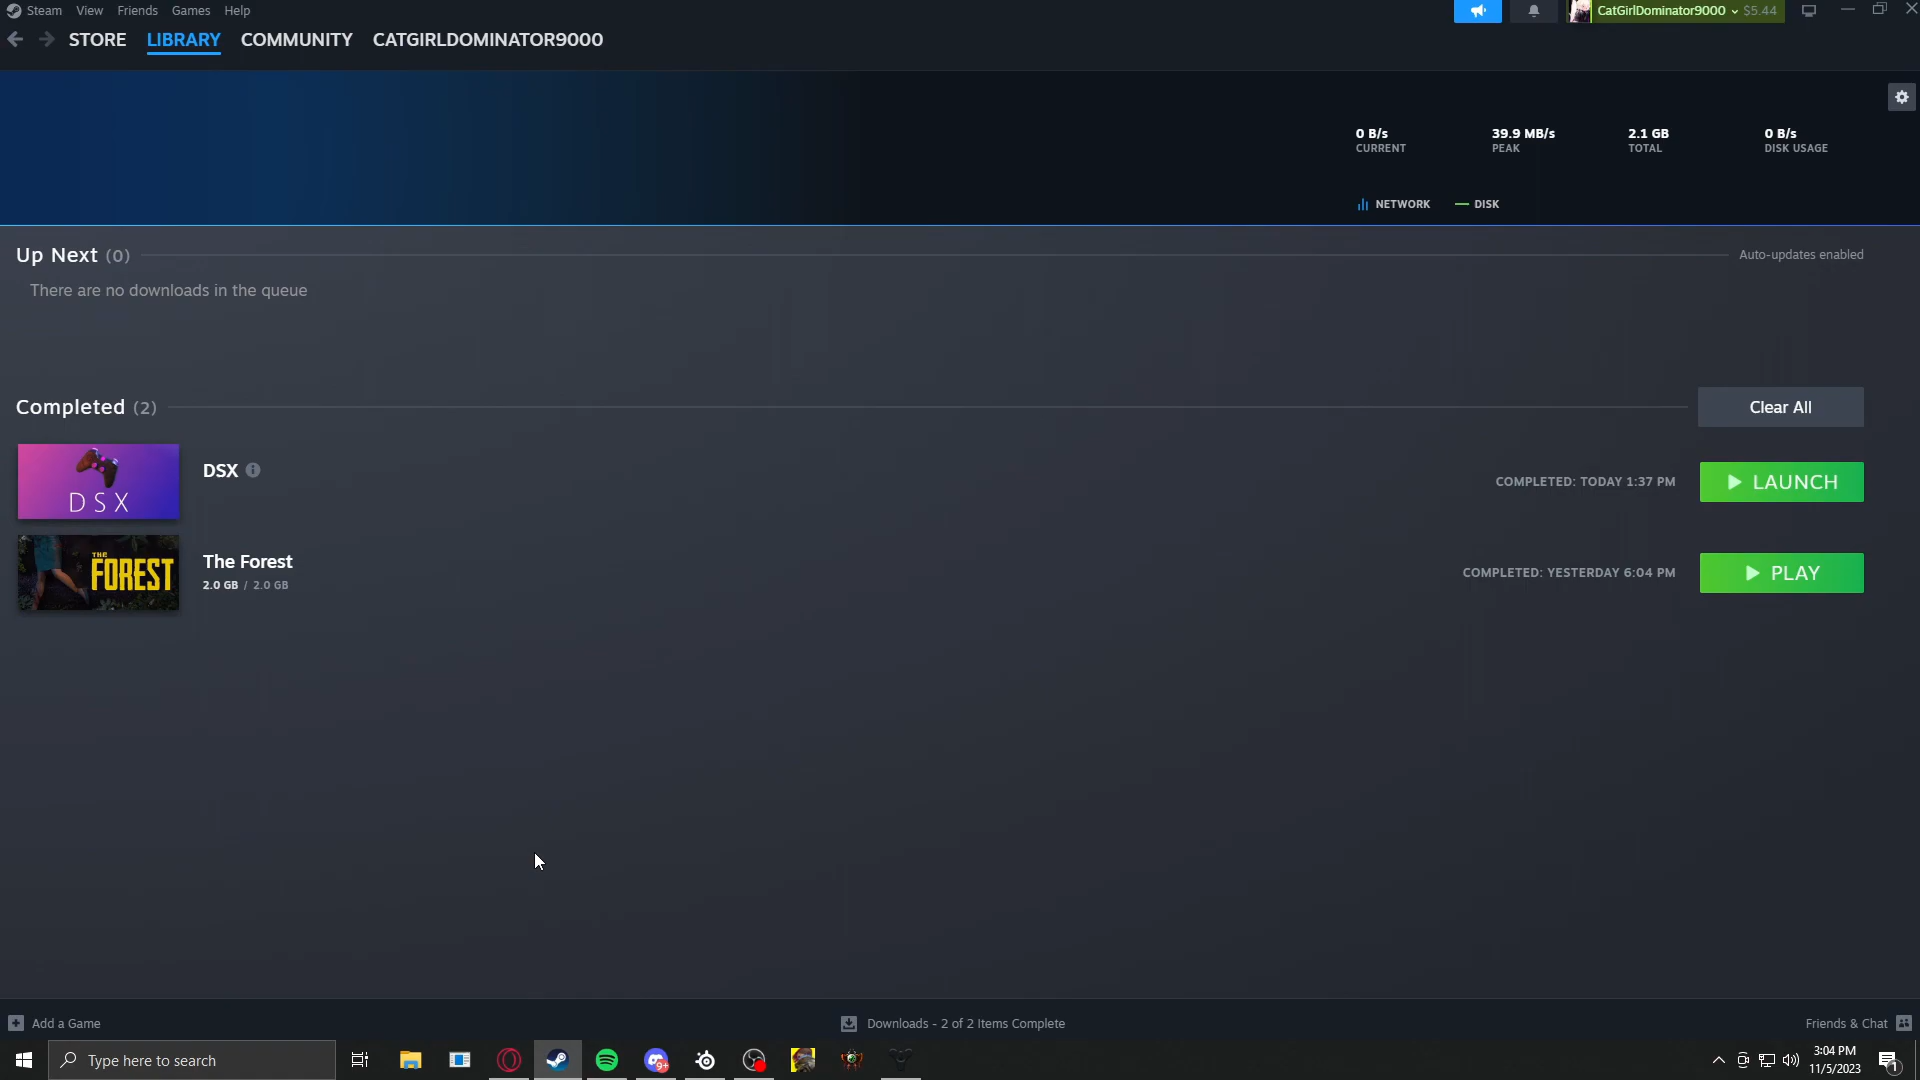 Steam View Friends Games Help
CatGirlDominator9000 $5.44
STORE LIBRARY COMMUNITY CATGIRLDOMINATOR9000
0 B/s 39.9 MB/s 2.1 GB 0 B/s
CURRENT PEAK TOTAL DISK USAGE
NETWORK DISK
Up Next (0) Auto-updates enabled
There are no downloads in the queue
Completed (2) Clear All
DSX
DSX
COMPLETED: TODAY 1:37 PM LAUNCH
THE
FOREST
The Forest
2.0 GB / 2.0 GB
COMPLETED: YESTERDAY 6:04 PM PLAY
Add a Game Downloads - 2 of 2 Items Complete Friends & Chat
Type here to search
9+
3:04 PM
11/5/2023
1